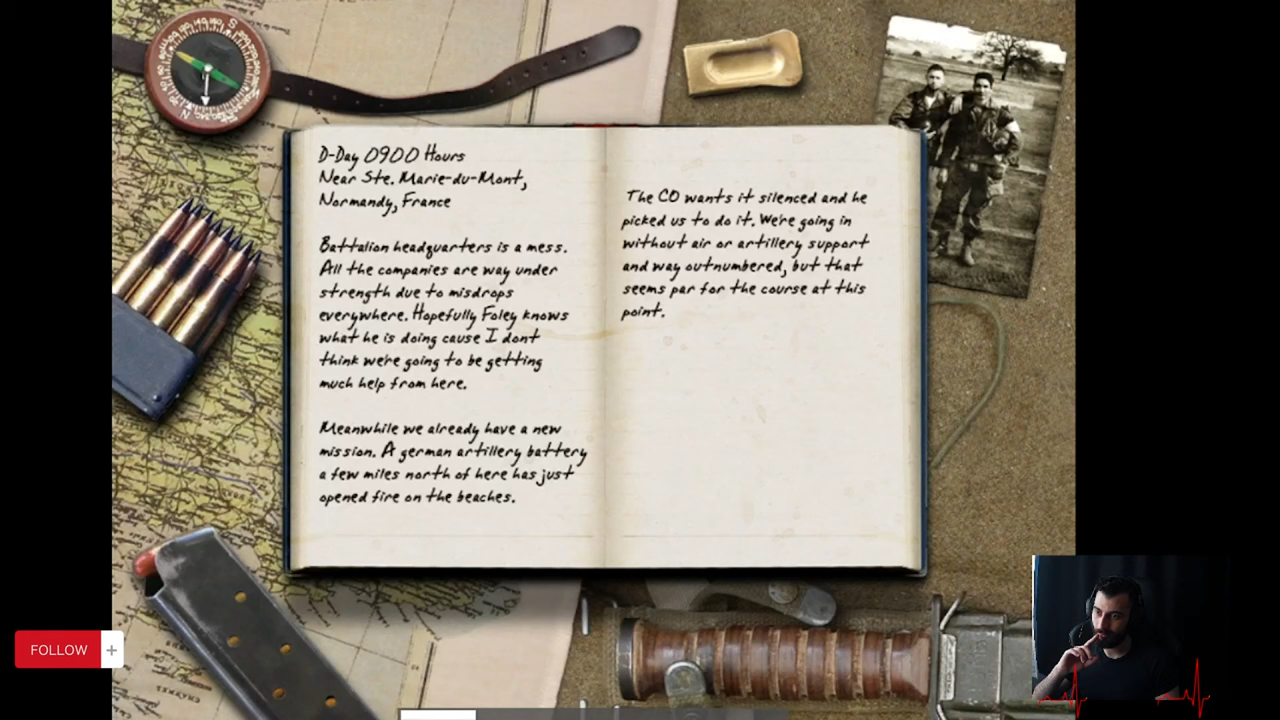 D-Day 0900 Hours
Near Ste. Marie-du-Mont,
Normandy, France
Battalion headquarters is a mess.
All the companies are way under
strength due to misdrops
everywhere. Hopefully Foley knows
what he is doing cause I dont
think we're going to be getting
much help from here.
Meanwhile we already have a new
mission. A german artillery battery
a few miles north of here has just
opened fire on the beaches.
The CO wants it silenced and he
picked us to do it. We're going in
without air or artillery support
and way outnumbered, but that
seems par for the course at this
point.
FOLLOW +